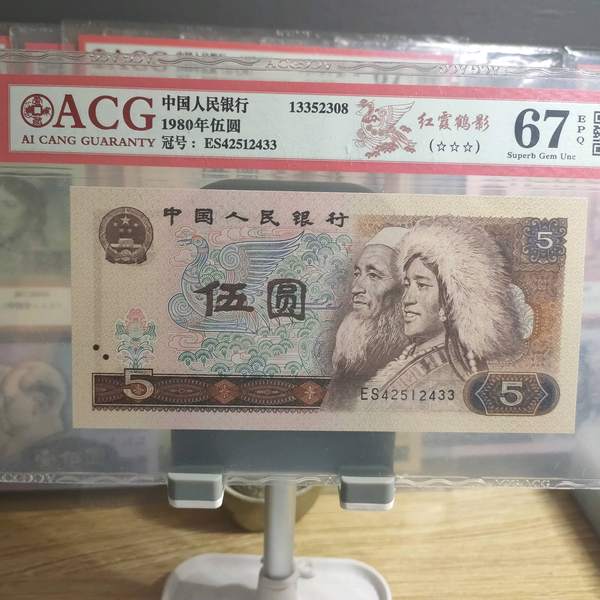 ACG
中国人民银行
13352308
1980年伍圆
AI CANG GUARANTY
冠号：ES42512433
红霞鹤影
(☆☆☆)
67
EPQ
Superb Gem Unc
中国人民银行
5
伍圆
5
ES42512433
5